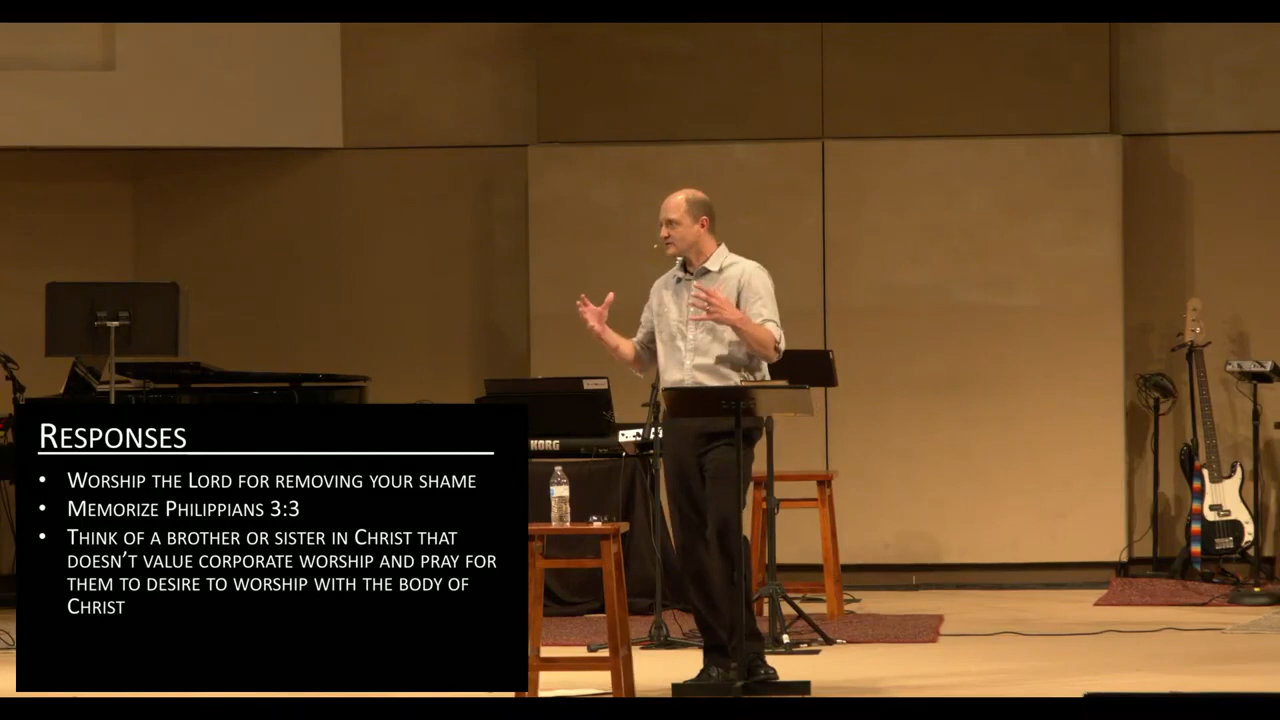 Responses
• Worship the Lord for removing your shame
• Memorize Philippians 3:3
• Think of a brother or sister in Christ that
doesn't value corporate worship and pray for
them to desire to worship with the body of
Christ
KORG